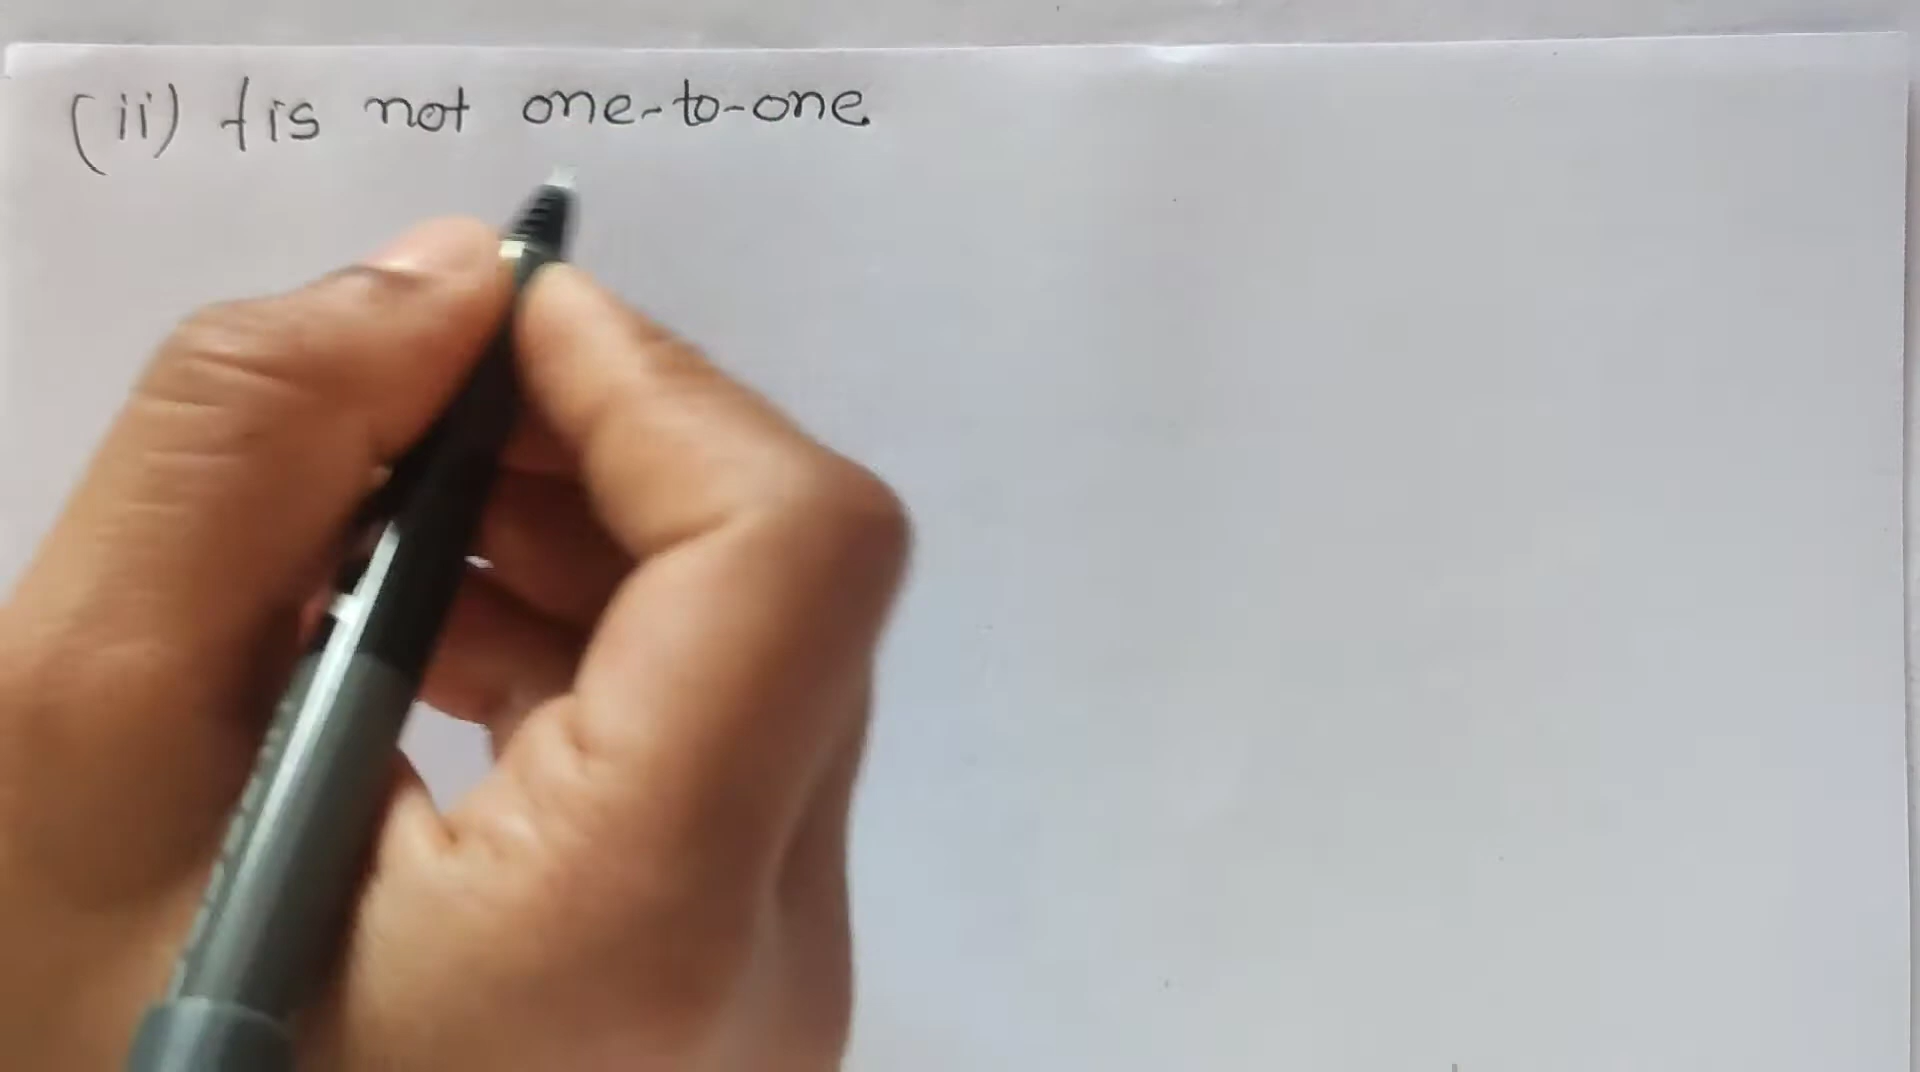 (ii) f is not one-to-one